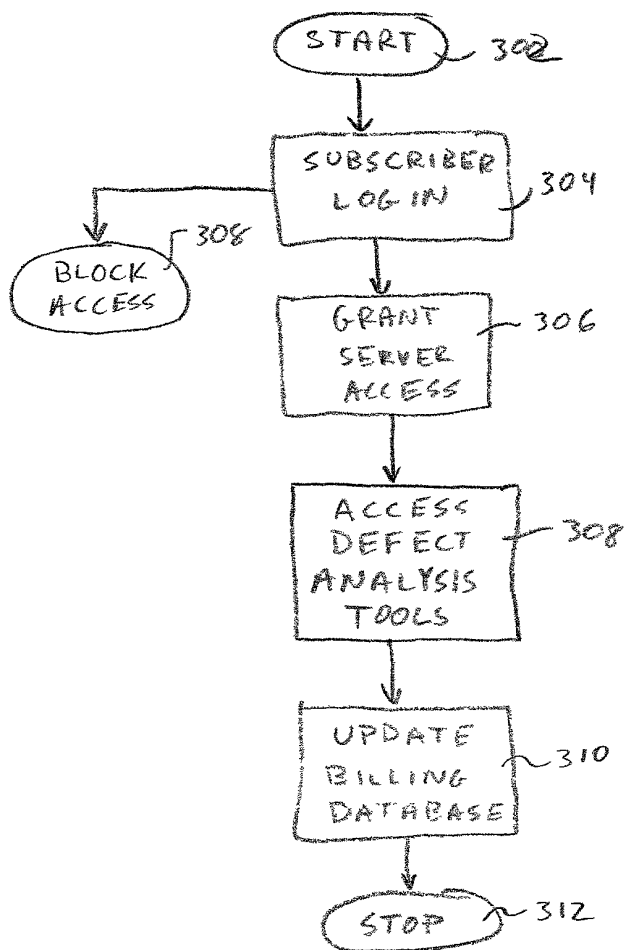 START
302
SUBSCRIBER
LOG IN
304
308
BLOCK
ACCESS
GRANT
SERVER
ACCESS
306
ACCESS
DEFECT
ANALYSIS
TOOLS
308
UPDATE
BILLING
DATABASE
310
STOP
312